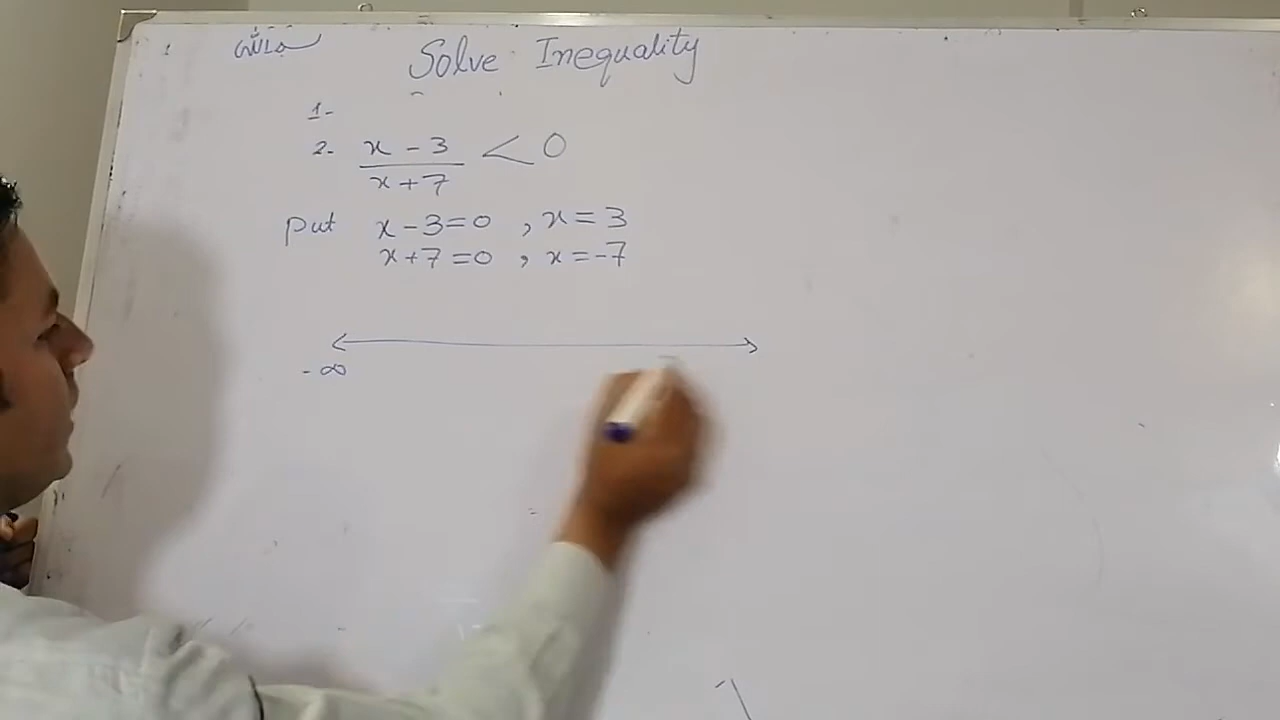 Solve Inequality
1-
2- x - 3 / x + 7 < 0
Put x - 3 = 0 , x = 3
x + 7 = 0 , x = -7
- ∞